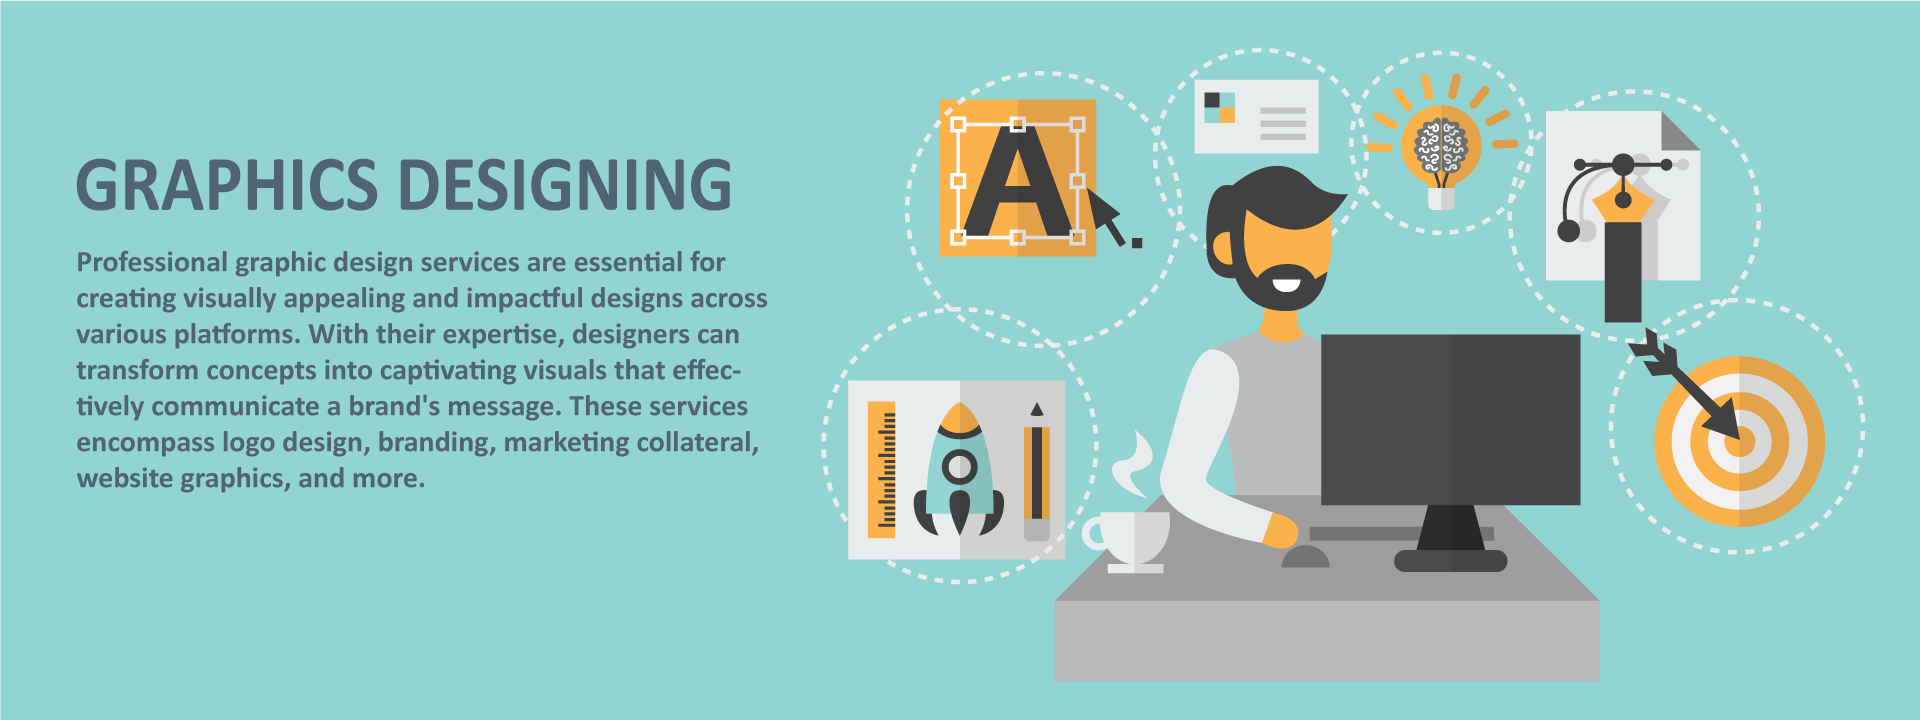 GRAPHICS DESIGNING
Professional graphic design services are essential for
creating visually appealing and impactful designs across
various platforms. With their expertise, designers can
transform concepts into captivating visuals that effec-
tively communicate a brand's message. These services
encompass logo design, branding, marketing collateral,
website graphics, and more.
A